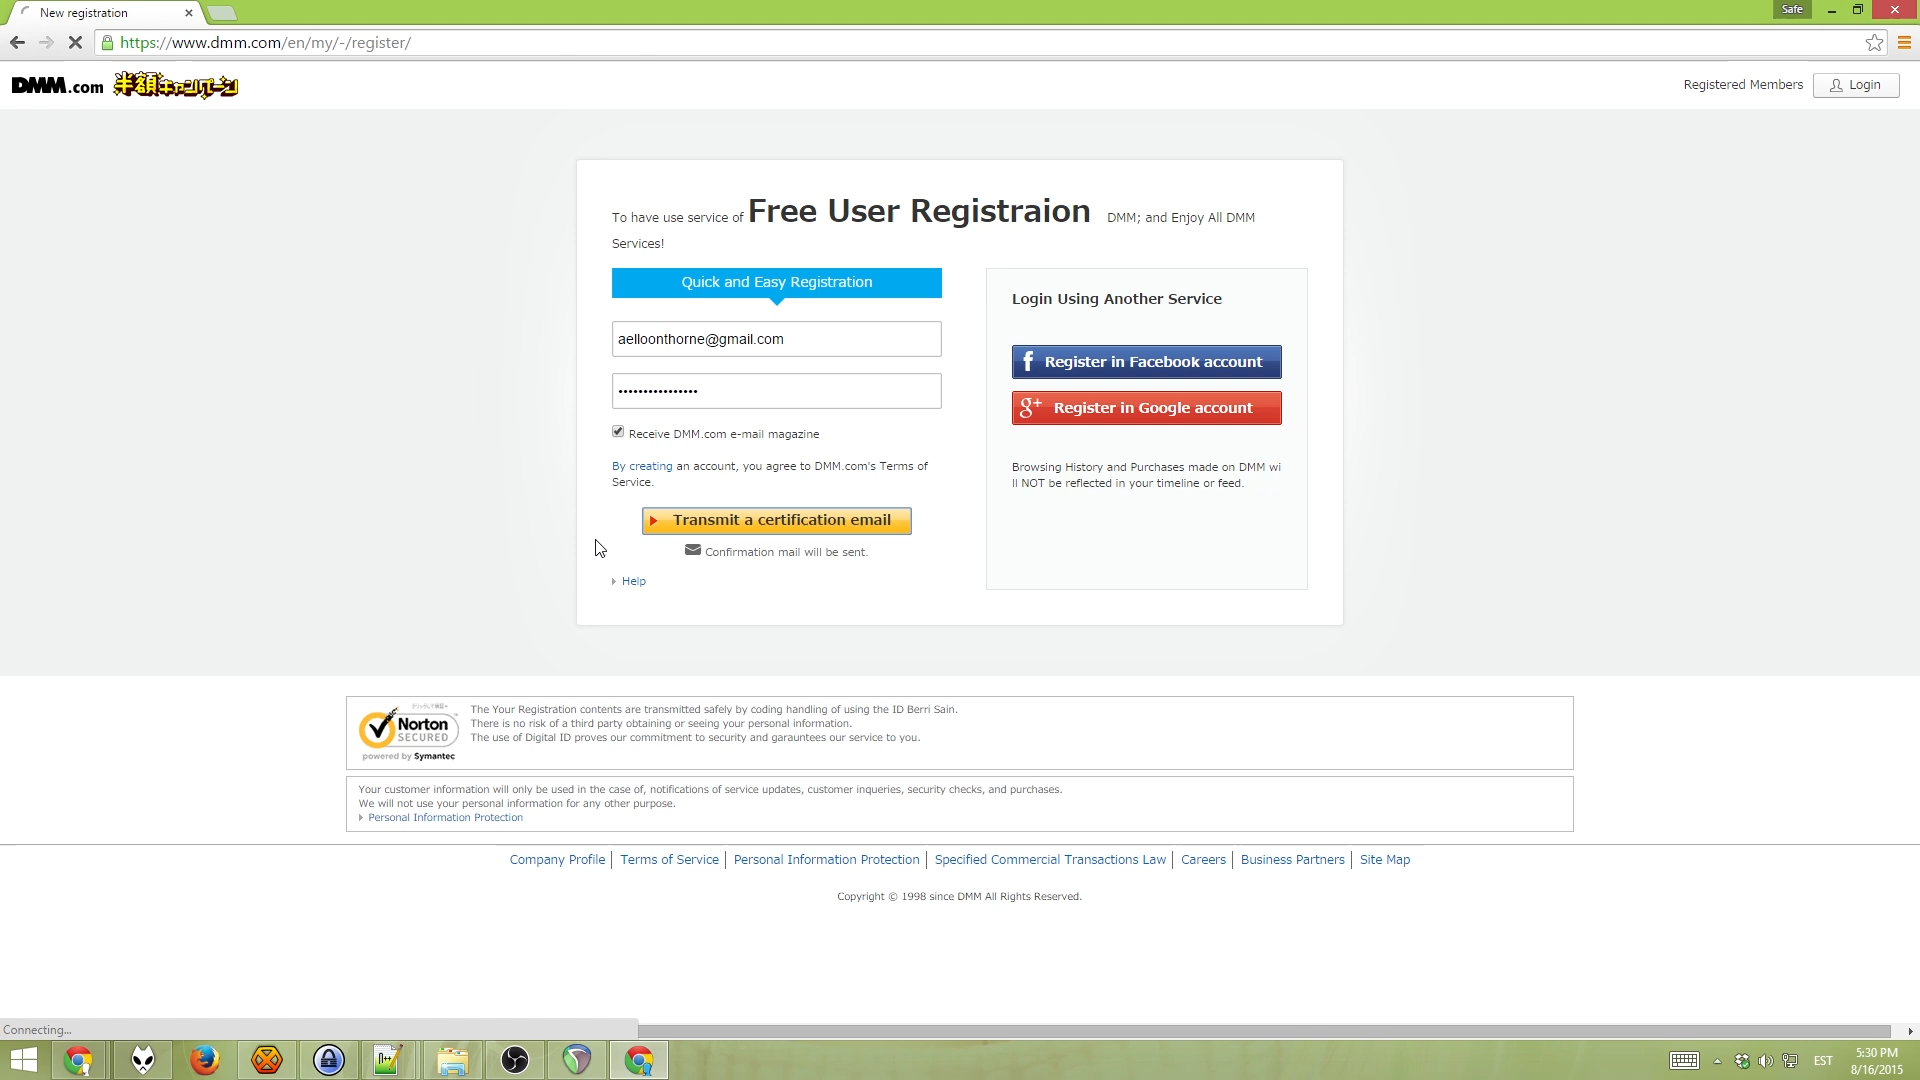 New registration
Safe
https://www.dmm.com/en/my/-/register/
DMM.com 半額キャンペーン
Registered Members
Login
To have use service of Free User Registraion DMM; and Enjoy All DMM
Services!
Quick and Easy Registration
aelloonthorne@gmail.com
••••••••••••••••
Receive DMM.com e-mail magazine
By creating an account, you agree to DMM.com's Terms of
Service.
Transmit a certification email
Confirmation mail will be sent.
Help
Login Using Another Service
f Register in Facebook account
g+ Register in Google account
Browsing History and Purchases made on DMM wi
ll NOT be reflected in your timeline or feed.
Norton
SECURED
powered by Symantec
The Your Registration contents are transmitted safely by coding handling of using the ID Berri Sain.
There is no risk of a third party obtaining or seeing your personal information.
The use of Digital ID proves our commitment to security and garauntees our service to you.
Your customer information will only be used in the case of, notifications of service updates, customer inqueries, security checks, and purchases.
We will not use your personal information for any other purpose.
Personal Information Protection
Company Profile | Terms of Service | Personal Information Protection | Specified Commercial Transactions Law | Careers | Business Partners | Site Map
Copyright © 1998 since DMM All Rights Reserved.
Connecting...
EST
5:30 PM
8/16/2015